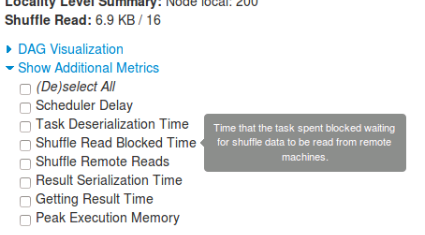 Locality Level Summary: Node local: 200
Shuffle Read: 6.9 KB / 16
DAG Visualization
Show Additional Metrics
(De)select All
Scheduler Delay
Task Deserialization Time
Shuffle Read Blocked Time
Time that the task spent blocked waiting
for shuffle data to be read from remote
machines.
Shuffle Remote Reads
Result Serialization Time
Getting Result Time
Peak Execution Memory